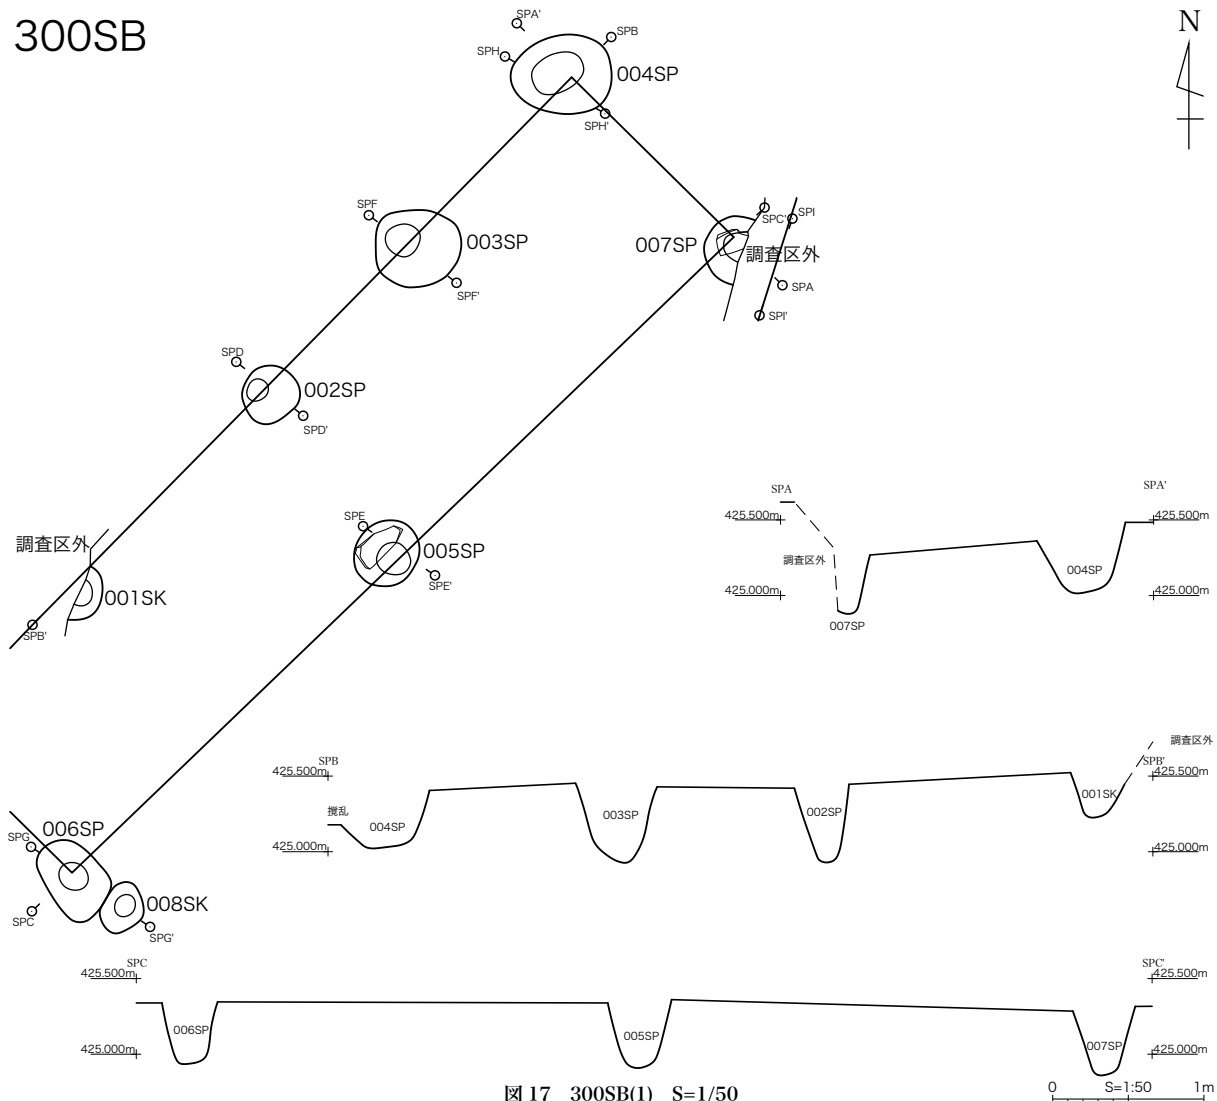 300SB
N
SPA'
SPB
SPH
004SP
SPH'
SPF
003SP
SPF'
007SP
SPC'
SPI
調査区外
SPA
SPI'
SPD
002SP
SPD'
SPE
005SP
SPE'
調査区外
001SK
SPB'
SPA
SPA'
425.500m
425.500m
調査区外
004SP
425.000m
425.000m
007SP
SPB
調査区外
SPB'
425.500m
425.500m
撹乱
004SP
003SP
002SP
001SK
425.000m
425.000m
006SP
SPG
008SK
SPC
SPG'
SPC
SPC'
425.500m
425.500m
006SP
005SP
007SP
425.000m
425.000m
図 17 300SB(1) S=1/50
0 S=1:50 1m